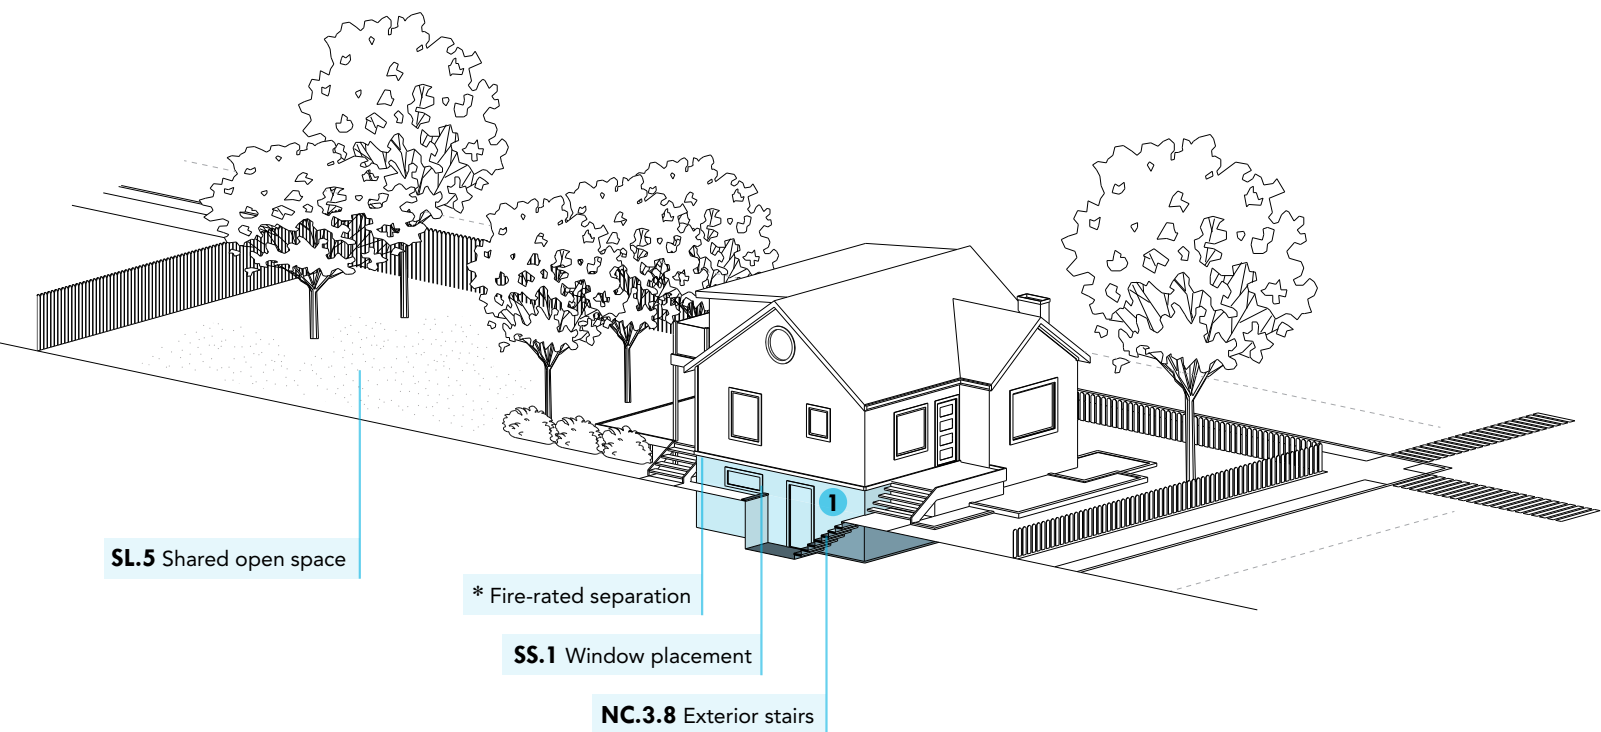 1
SL.5 Shared open space
* Fire-rated separation
SS.1 Window placement
NC.3.8 Exterior stairs